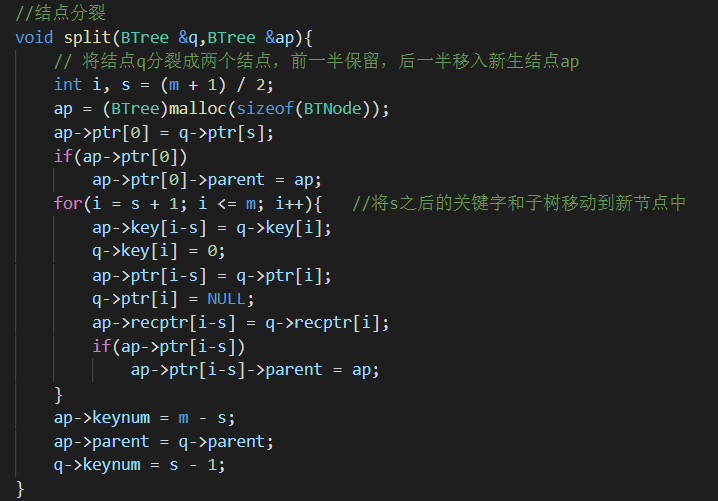 //结点分裂
void split(BTree &q,BTree &ap){
    // 将结点q分裂成两个结点，前一半保留，后一半移入新生结点ap
    int i, s = (m + 1) / 2;
    ap = (BTree)malloc(sizeof(BTNode));
    ap->ptr[0] = q->ptr[s];
    if(ap->ptr[0])
        ap->ptr[0]->parent = ap;
    for(i = s + 1; i <= m; i++){   //将s之后的关键字和子树移动到新节点中
        ap->key[i-s] = q->key[i];
        q->key[i] = 0;
        ap->ptr[i-s] = q->ptr[i];
        q->ptr[i] = NULL;
        ap->recptr[i-s] = q->recptr[i];
        if(ap->ptr[i-s])
            ap->ptr[i-s]->parent = ap;
    }
    ap->keynum = m - s;
    ap->parent = q->parent;
    q->keynum = s - 1;
}